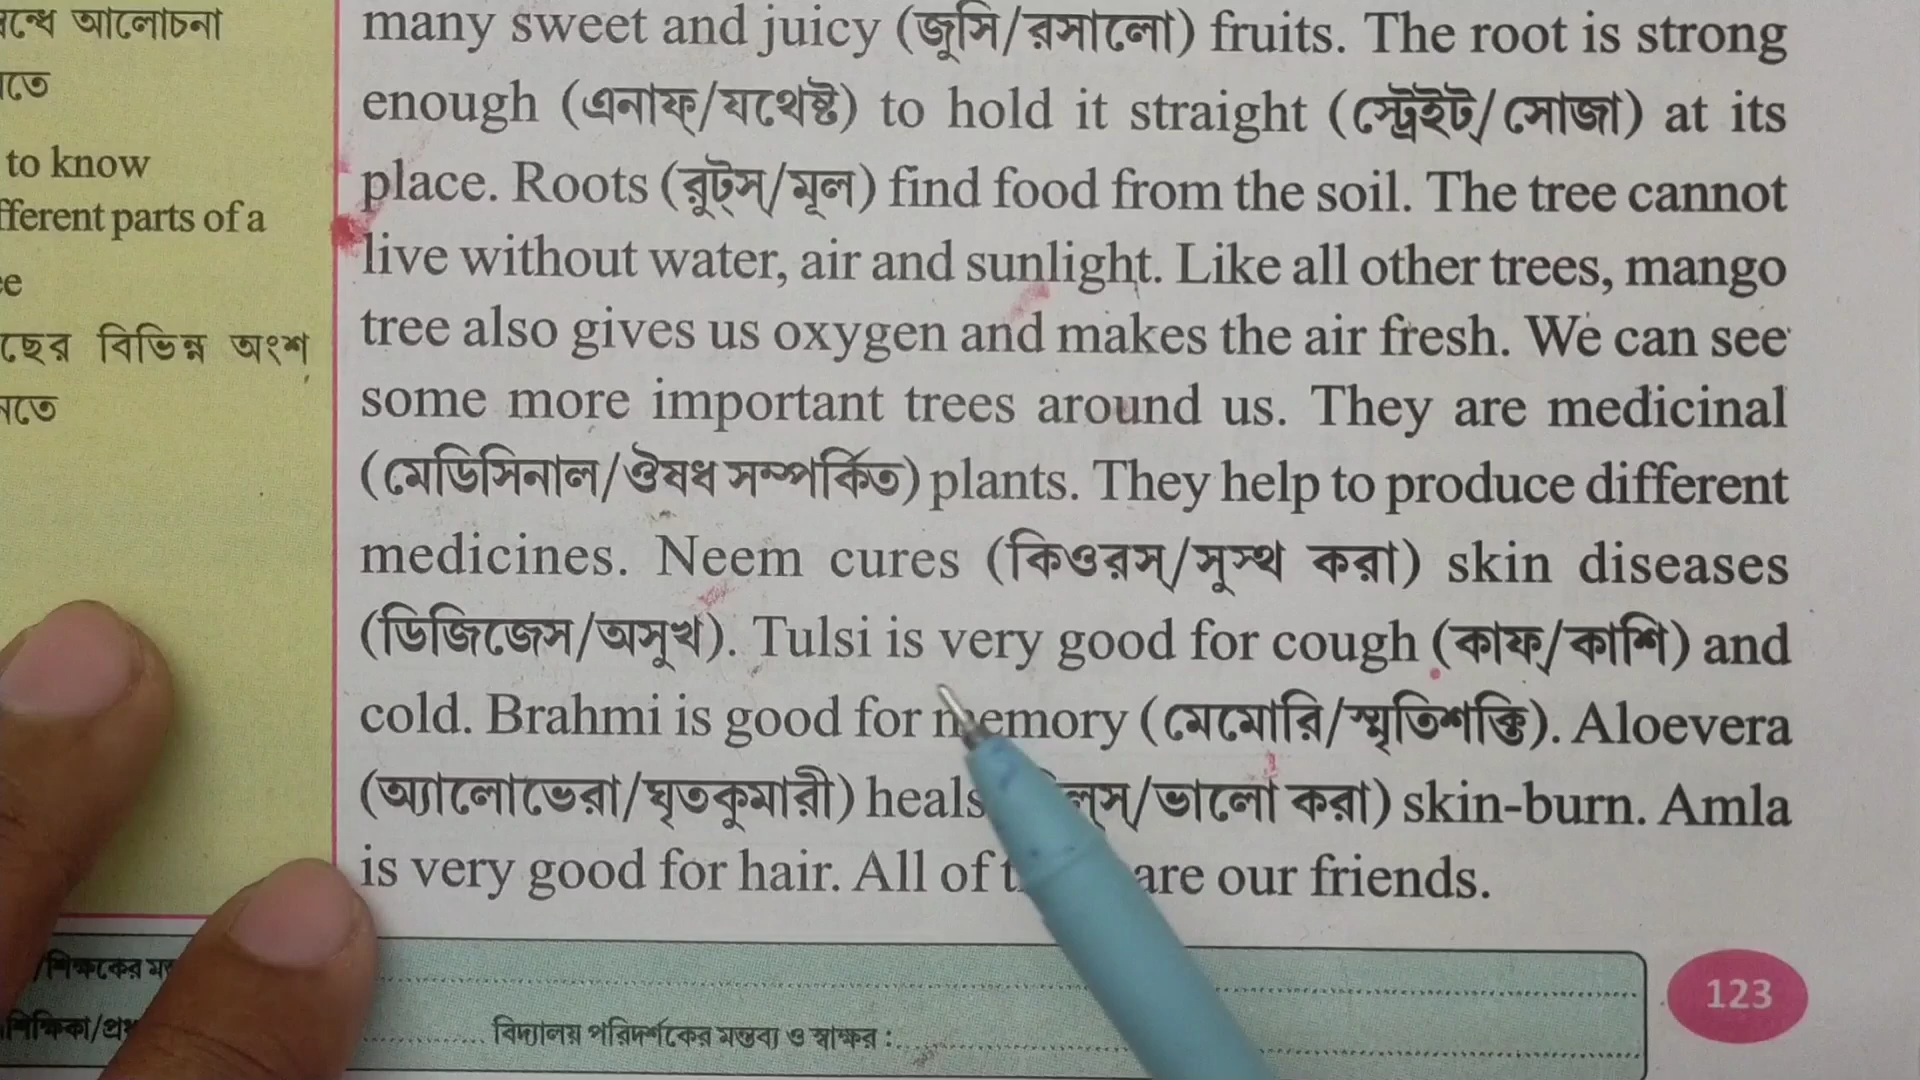 আলোচনা
to know
parts of a
বিভিন্ন অংশ
many sweet and juicy (জুসি/রসালো) fruits. The root is strong
enough (এনাফ্/যথেষ্ট) to hold it straight (স্ট্রেইট্/সোজা) at its
place. Roots (রুট্স্/মূল) find food from the soil. The tree cannot
live without water, air and sunlight. Like all other trees, mango
tree also gives us oxygen and makes the air fresh. We can see
some more important trees around us. They are medicinal
(মেডিসিনাল/ঔষধ সম্পর্কিত) plants. They help to produce different
medicines. Neem cures (কিওরস্/সুস্থ করা) skin diseases
(ডিজিজেস/অসুখ). Tulsi is very good for cough (কাফ্/কাশি) and
cold. Brahmi is good for memory (মেমোরি/স্মৃতিশক্তি). Aloevera
(অ্যালোভেরা/ঘৃতকুমারী) heals /ভালো করা) skin-burn. Amla
is very good for hair. All of are our friends.
/শিক্ষকের
শিক্ষিকা/
বিদ্যালয় পরিদর্শকের মন্তব্য ও স্বাক্ষর :
123